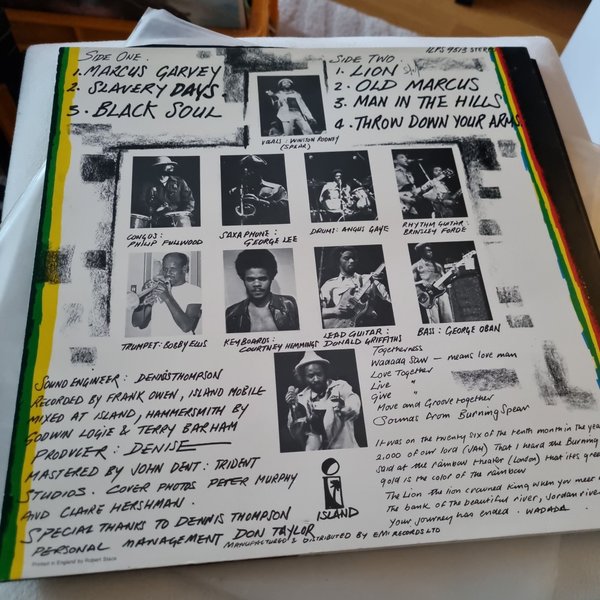 SIDE ONE.
1. MARCUS GARVEY
2. SLAVERY DAYS
3. BLACK SOUL
ILPS 9513 STEREO
SIDE TWO.
1. LION
2. OLD MARCUS
3 MAN IN THE HILLS
4. THROW DOWN YOUR ARMS
VOCALS: WINSTON RODNEY
(SPEAR)
CONGOS:
PHILIP FULLWOOD
SAXAPHONE:
GEORGE LEE
DRUMS: ANGUS GAYE
RHYTHM GUITAR:
BRINSLEY FORDE
TRUMPET: BOBBY ELLIS
KEYBOARDS:
COURTNEY HEMMINGS
LEAD GUITAR:
DONALD GRIFFITHS
BASS: GEORGE OBAN
SOUND ENGINEER: DENNIS THOMPSON
RECORDED BY FRANK OWEN, ISLAND MOBILE
MIXED AT ISLAND, HAMMERSMITH BY
GODWIN LOGIE & TERRY BARHAM
PRODUCER: DENISE
MASTERED BY JOHN DENT: TRIDENT
STUDIOS. COVER PHOTOS PETER MURPHY
AND CLAIRE HERSHMAN.
SPECIAL THANKS TO DENNIS THOMPSON
PERSONAL MANAGEMENT DON TAYLOR
MANUFACTURED & DISTRIBUTED BY EMI RECORDS LTD
Printed in England by Robert Stace
ISLAND
Togetherness
Wadada Saw - means love man
Love Together
Live "
Give "
Move and Groove together
Sounds from Burning Spear
It was on the twenty six of the tenth month in the year
2,000 of our lord (JAH) That I heard the Burning
said at the rainbow theater (London) that its green
gold is the color of the rainbow
The Lion the lion crowned king when you meet
the bank of the beautiful river, Jordan river
Your journey has ended. WADADA